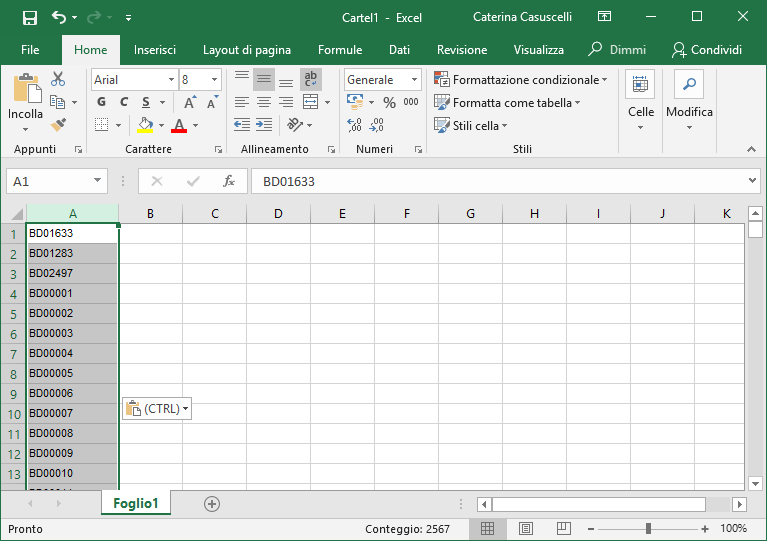 Cartel1 - Excel
Caterina Casuscelli
File Home Inserisci Layout di pagina Formule Dati Revisione Visualizza Dimmi Condividi
Incolla
Appunti
Arial 8
G C S A A
A
Carattere
ab
c
Allineamento
Generale
% 000
,00
,00
Numeri
Formattazione condizionale
Formatta come tabella
Stili cella
Stili
Celle
Modifica
A1 fx BD01633
A B C D E F G H I J K
1 BD01633
2 BD01283
3 BD02497
4 BD00001
5 BD00002
6 BD00003
7 BD00004
8 BD00005
9 BD00006
10 BD00007
11 BD00008
12 BD00009
13 BD00010
(CTRL)
Foglio1
Pronto Conteggio: 2567 100%